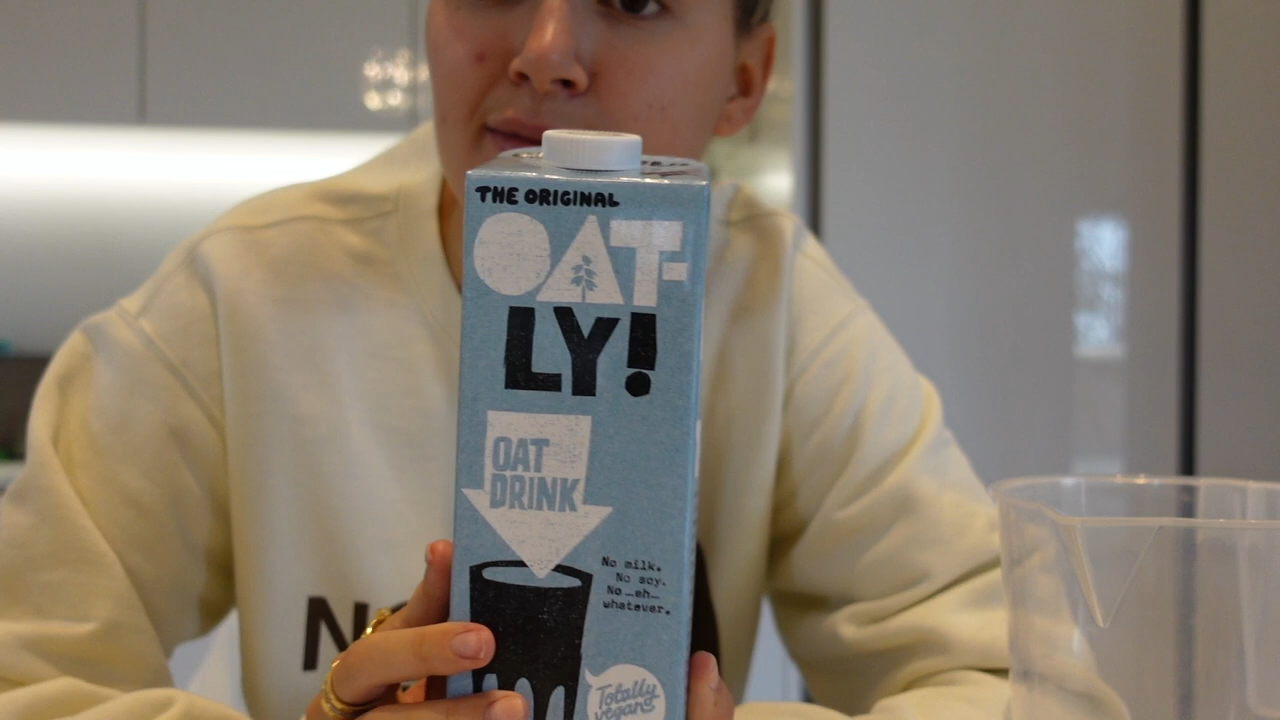 THE ORIGINAL
OAT-
LY!
OAT
DRINK
No milk.
No soy.
No …eh…
whatever.
Totally
vegan
N